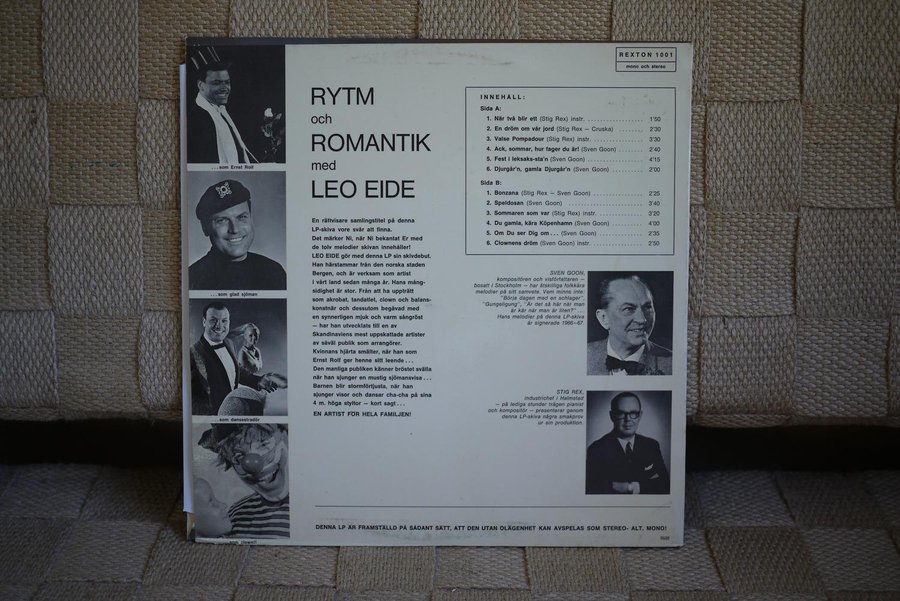 REXTON 1001
mono och stereo
RYTM
och
ROMANTIK
med
LEO EIDE
En rättvisare samlingstitel på denna
LP-skiva vore svår att finna.
Det märker Ni, när Ni bekantat Er med
de tolv melodier skivan innehåller!
LEO EIDE gör med denna LP sin skivdebut.
Han härstammar från den norska staden
Bergen, och är verksam som artist
i vårt land sedan många år. Hans mång-
sidighet är stor. Från att ha uppträtt
som akrobat, tandatlet, clown och balans-
konstnär och dessutom begåvad med
en synnerligen mjuk och varm sångröst
— har han utvecklats till en av
Skandinaviens mest uppskattade artister
av såväl publik som arrangörer.
Kvinnans hjärta smälter, när han som
Ernst Rolf ger henne sitt leende . . .
Den manliga publiken känner bröstet svälla
när han sjunger en mustig sjömansvisa . . .
Barnen blir stormförtjusta, när han
sjunger visor och dansar cha-cha på sina
4 m. höga styltor — kort sagt . . .
EN ARTIST FÖR HELA FAMILJEN!
INNEHÅLL:
Sida A:
1. När två blir ett (Stig Rex) instr. . . . . . . . . . . . . . . . 1'50
2. En dröm om vår jord (Stig Rex — Cruska) . . . . . . . 2'30
3. Valse Pompadour (Stig Rex) instr. . . . . . . . . . . . . . . 3'30
4. Ack, sommar, hur fager du är! (Sven Goon) . . . . . . 2'40
5. Fest i leksaks-sta'n (Sven Goon) . . . . . . . . . . . . . . . 4'15
6. Djurgår'n, gamla Djurgår'n (Sven Goon) . . . . . . . . . 2'00
Sida B:
1. Bonzana (Stig Rex — Sven Goon) . . . . . . . . . . . . . . 2'25
2. Speldosan (Sven Goon) . . . . . . . . . . . . . . . . . . . . . 3'40
3. Sommaren som var (Stig Rex) instr. . . . . . . . . . . . . 3'20
4. Du gamla, kära Köpenhamn (Sven Goon) . . . . . . . . 4'00
5. Om Du ser Dig om . . . (Sven Goon) . . . . . . . . . . . . 2'35
6. Clownens dröm (Sven Goon) instr. . . . . . . . . . . . . . 2'50
SVEN GOON,
kompositören och visförfattaren —
bosatt i Stockholm — har åtskilliga folkkära
melodier på sitt samvete. Vem minns inte:
"Börja dagen med en schlager",
"Gungeligung", "Är det så här när man
är kär när man är liten?"
Hans melodier på denna LP-skiva
är signerade 1966–67.
STIG REX,
industrichef i Halmstad
— på lediga stunder trägen pianist
och kompositör — presenterar genom
denna LP-skiva några smakprov
ur sin produktion.
. . . som Ernst Rolf
. . . som glad sjöman
. . . som danselradör
. . . som clown!!
DENNA LP ÄR FRAMSTÄLLD PÅ SÅDANT SÄTT, ATT DEN UTAN OLÄGENHET KAN AVSPELAS SOM STEREO- ALT. MONO!